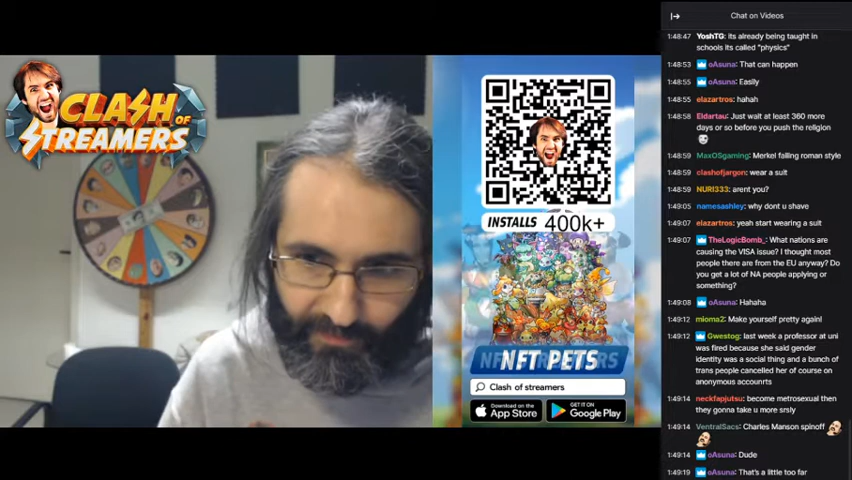 CLASH OF
STREAMERS
INSTALLS 400k+
NFT PETS
Clash of streamers
Download on the
App Store
GET IT ON
Google Play
Chat on Videos
1:48:47 YoshTG: Its already being taught in
schools its called "physics"
1:48:53 oAsuna: That can happen
1:48:55 oAsuna: Easily
1:48:55 elazartros: hahah
1:48:58 Eldartau: Just wait at least 360 more
days or so before you push the religion
1:48:59 MaxOSgaming: Merkel failing roman style
1:48:59 clashofjargon: wear a suit
1:48:59 NURI333: arent you?
1:49:05 namesashley: why dont u shave
1:49:07 elazartros: yeah start wearing a suit
1:49:07 TheLogicBomb_: What nations are
causing the VISA issue? I thought most
people there are from the EU anyway? Do
you get a lot of NA people applying or
something?
1:49:08 oAsuna: Hahaha
1:49:12 mioma2: Make yourself pretty again!
1:49:12 Gwestog: last week a professor at uni
was fired because she said gender
identity was a social thing and a bunch of
trans people cancelled her of course on
anonymous accounrts
1:49:14 neckfapjutsu: become metrosexual then
they gonna take u more srsly
1:49:14 VentralSacs: Charles Manson spinoff
1:49:14 oAsuna: Dude
1:49:19 oAsuna: That's a little too far